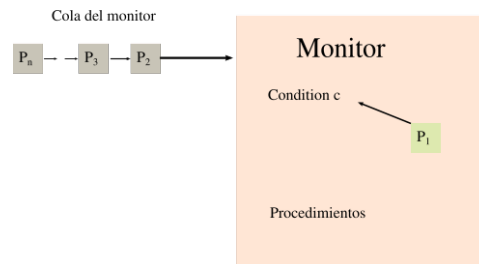 Cola del monitor
Monitor
Pn P3 P2
Condition c
P1
Procedimientos